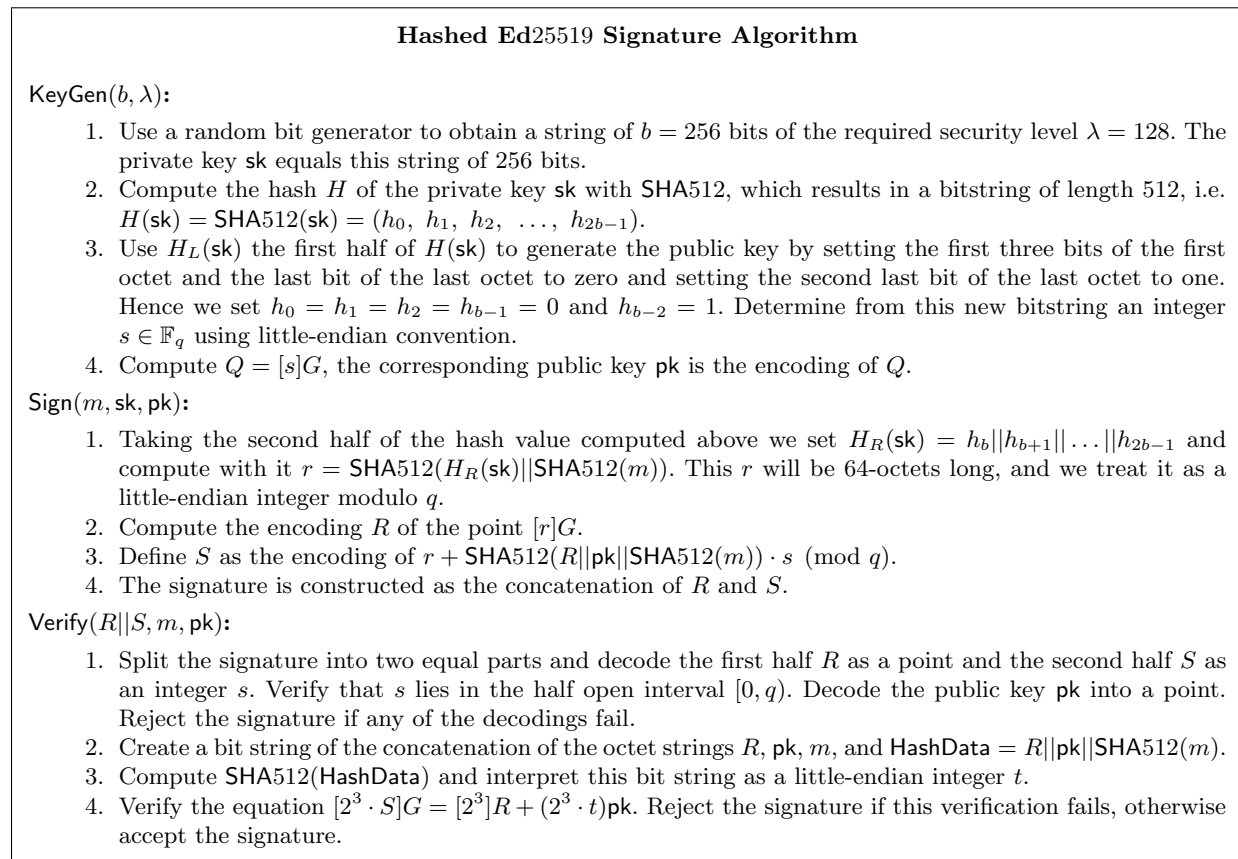 Hashed Ed25519 Signature Algorithm
KeyGen(b, λ):
1. Use a random bit generator to obtain a string of b = 256 bits of the required security level λ = 128. The
private key sk equals this string of 256 bits.
2. Compute the hash H of the private key sk with SHA512, which results in a bitstring of length 512, i.e.
H(sk) = SHA512(sk) = (h₀, h₁, h₂, …, h₂b₋₁).
3. Use H_L(sk) the first half of H(sk) to generate the public key by setting the first three bits of the first
octet and the last bit of the last octet to zero and setting the second last bit of the last octet to one.
Hence we set h₀ = h₁ = h₂ = h_{b−1} = 0 and h_{b−2} = 1. Determine from this new bitstring an integer
s ∈ 𝔽_q using little-endian convention.
4. Compute Q = [s]G, the corresponding public key pk is the encoding of Q.
Sign(m, sk, pk):
1. Taking the second half of the hash value computed above we set H_R(sk) = h_b||h_{b+1}||…||h_{2b−1} and
compute with it r = SHA512(H_R(sk)||SHA512(m)). This r will be 64-octets long, and we treat it as a
little-endian integer modulo q.
2. Compute the encoding R of the point [r]G.
3. Define S as the encoding of r + SHA512(R||pk||SHA512(m)) · s (mod q).
4. The signature is constructed as the concatenation of R and S.
Verify(R||S, m, pk):
1. Split the signature into two equal parts and decode the first half R as a point and the second half S as
an integer s. Verify that s lies in the half open interval [0, q). Decode the public key pk into a point.
Reject the signature if any of the decodings fail.
2. Create a bit string of the concatenation of the octet strings R, pk, m, and HashData = R||pk||SHA512(m).
3. Compute SHA512(HashData) and interpret this bit string as a little-endian integer t.
4. Verify the equation [2³ · S]G = [2³]R + (2³ · t)pk. Reject the signature if this verification fails, otherwise
accept the signature.